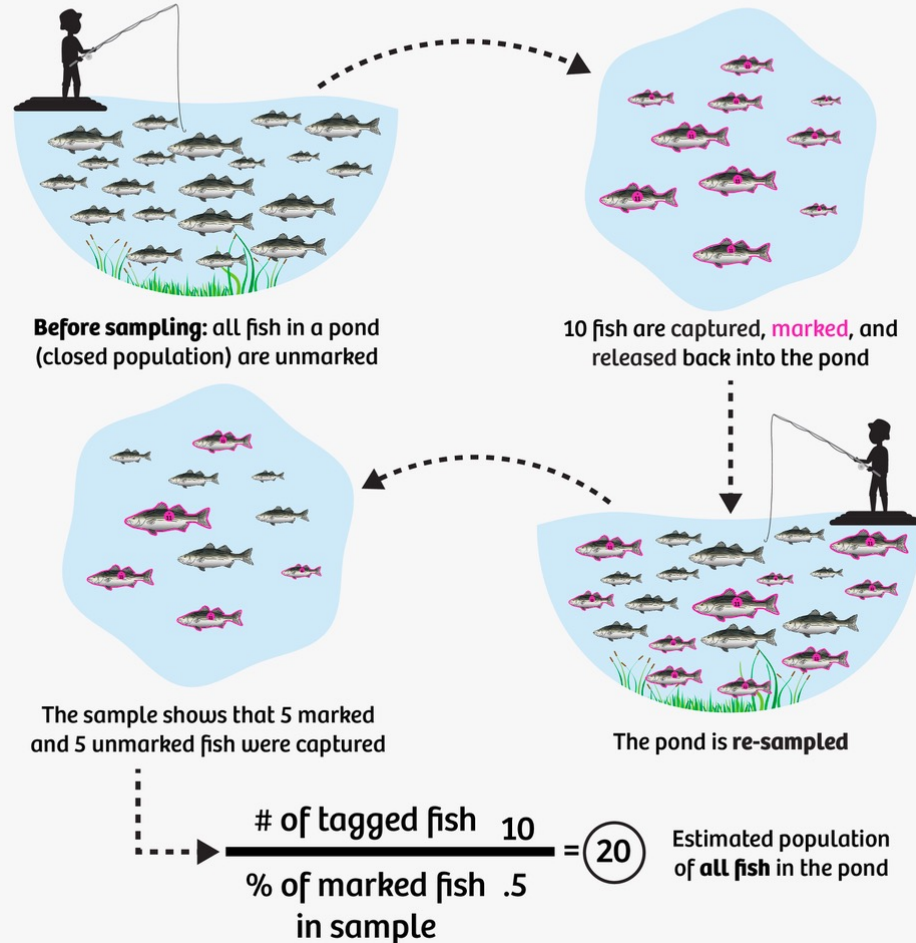 Before sampling: all fish in a pond
(closed population) are unmarked
10 fish are captured, marked, and
released back into the pond
The pond is re-sampled
The sample shows that 5 marked
and 5 unmarked fish were captured
# of tagged fish 10
% of marked fish .5
in sample
= 20
Estimated population
of all fish in the pond